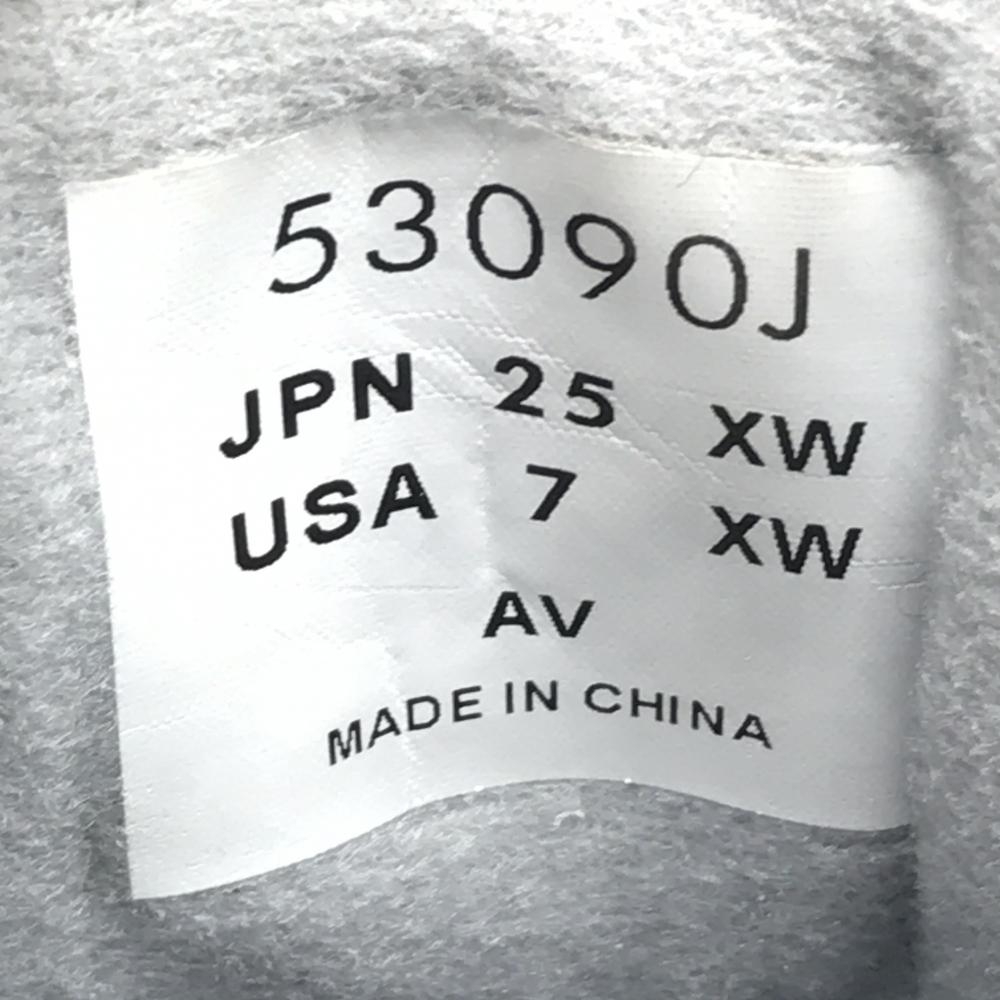 53090J
JPN 25 XW
USA 7 XW
AV
MADE IN CHINA